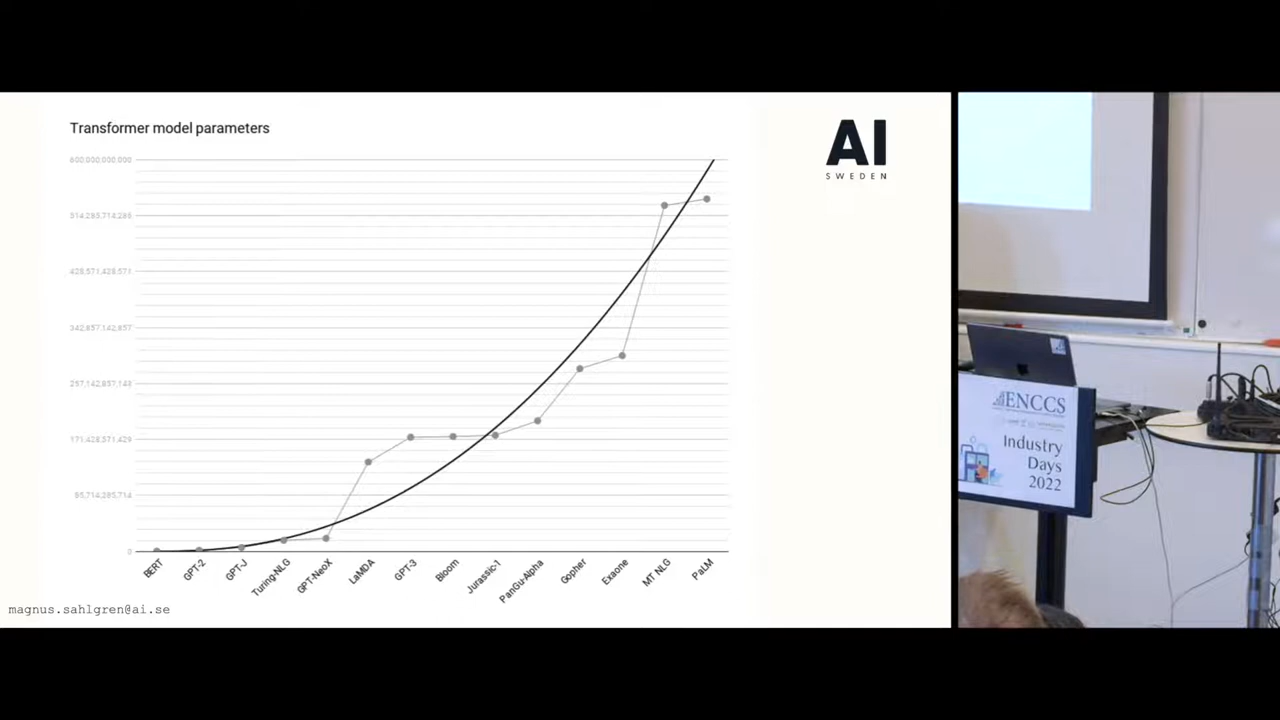 Transformer model parameters
600,000,000,000
514,285,714,286
428,571,428,571
342,857,142,857
257,142,857,143
171,428,571,429
85,714,285,714
0
BERT
GPT-2
GPT-J
Turing-NLG
GPT-NeoX
LaMDA
GPT-3
Bloom
Jurassic-1
PanGu-Alpha
Gopher
Exaone
MT NLG
PaLM
magnus.sahlgren@ai.se
AI
SWEDEN
ENCCS
Industry
Days
2022